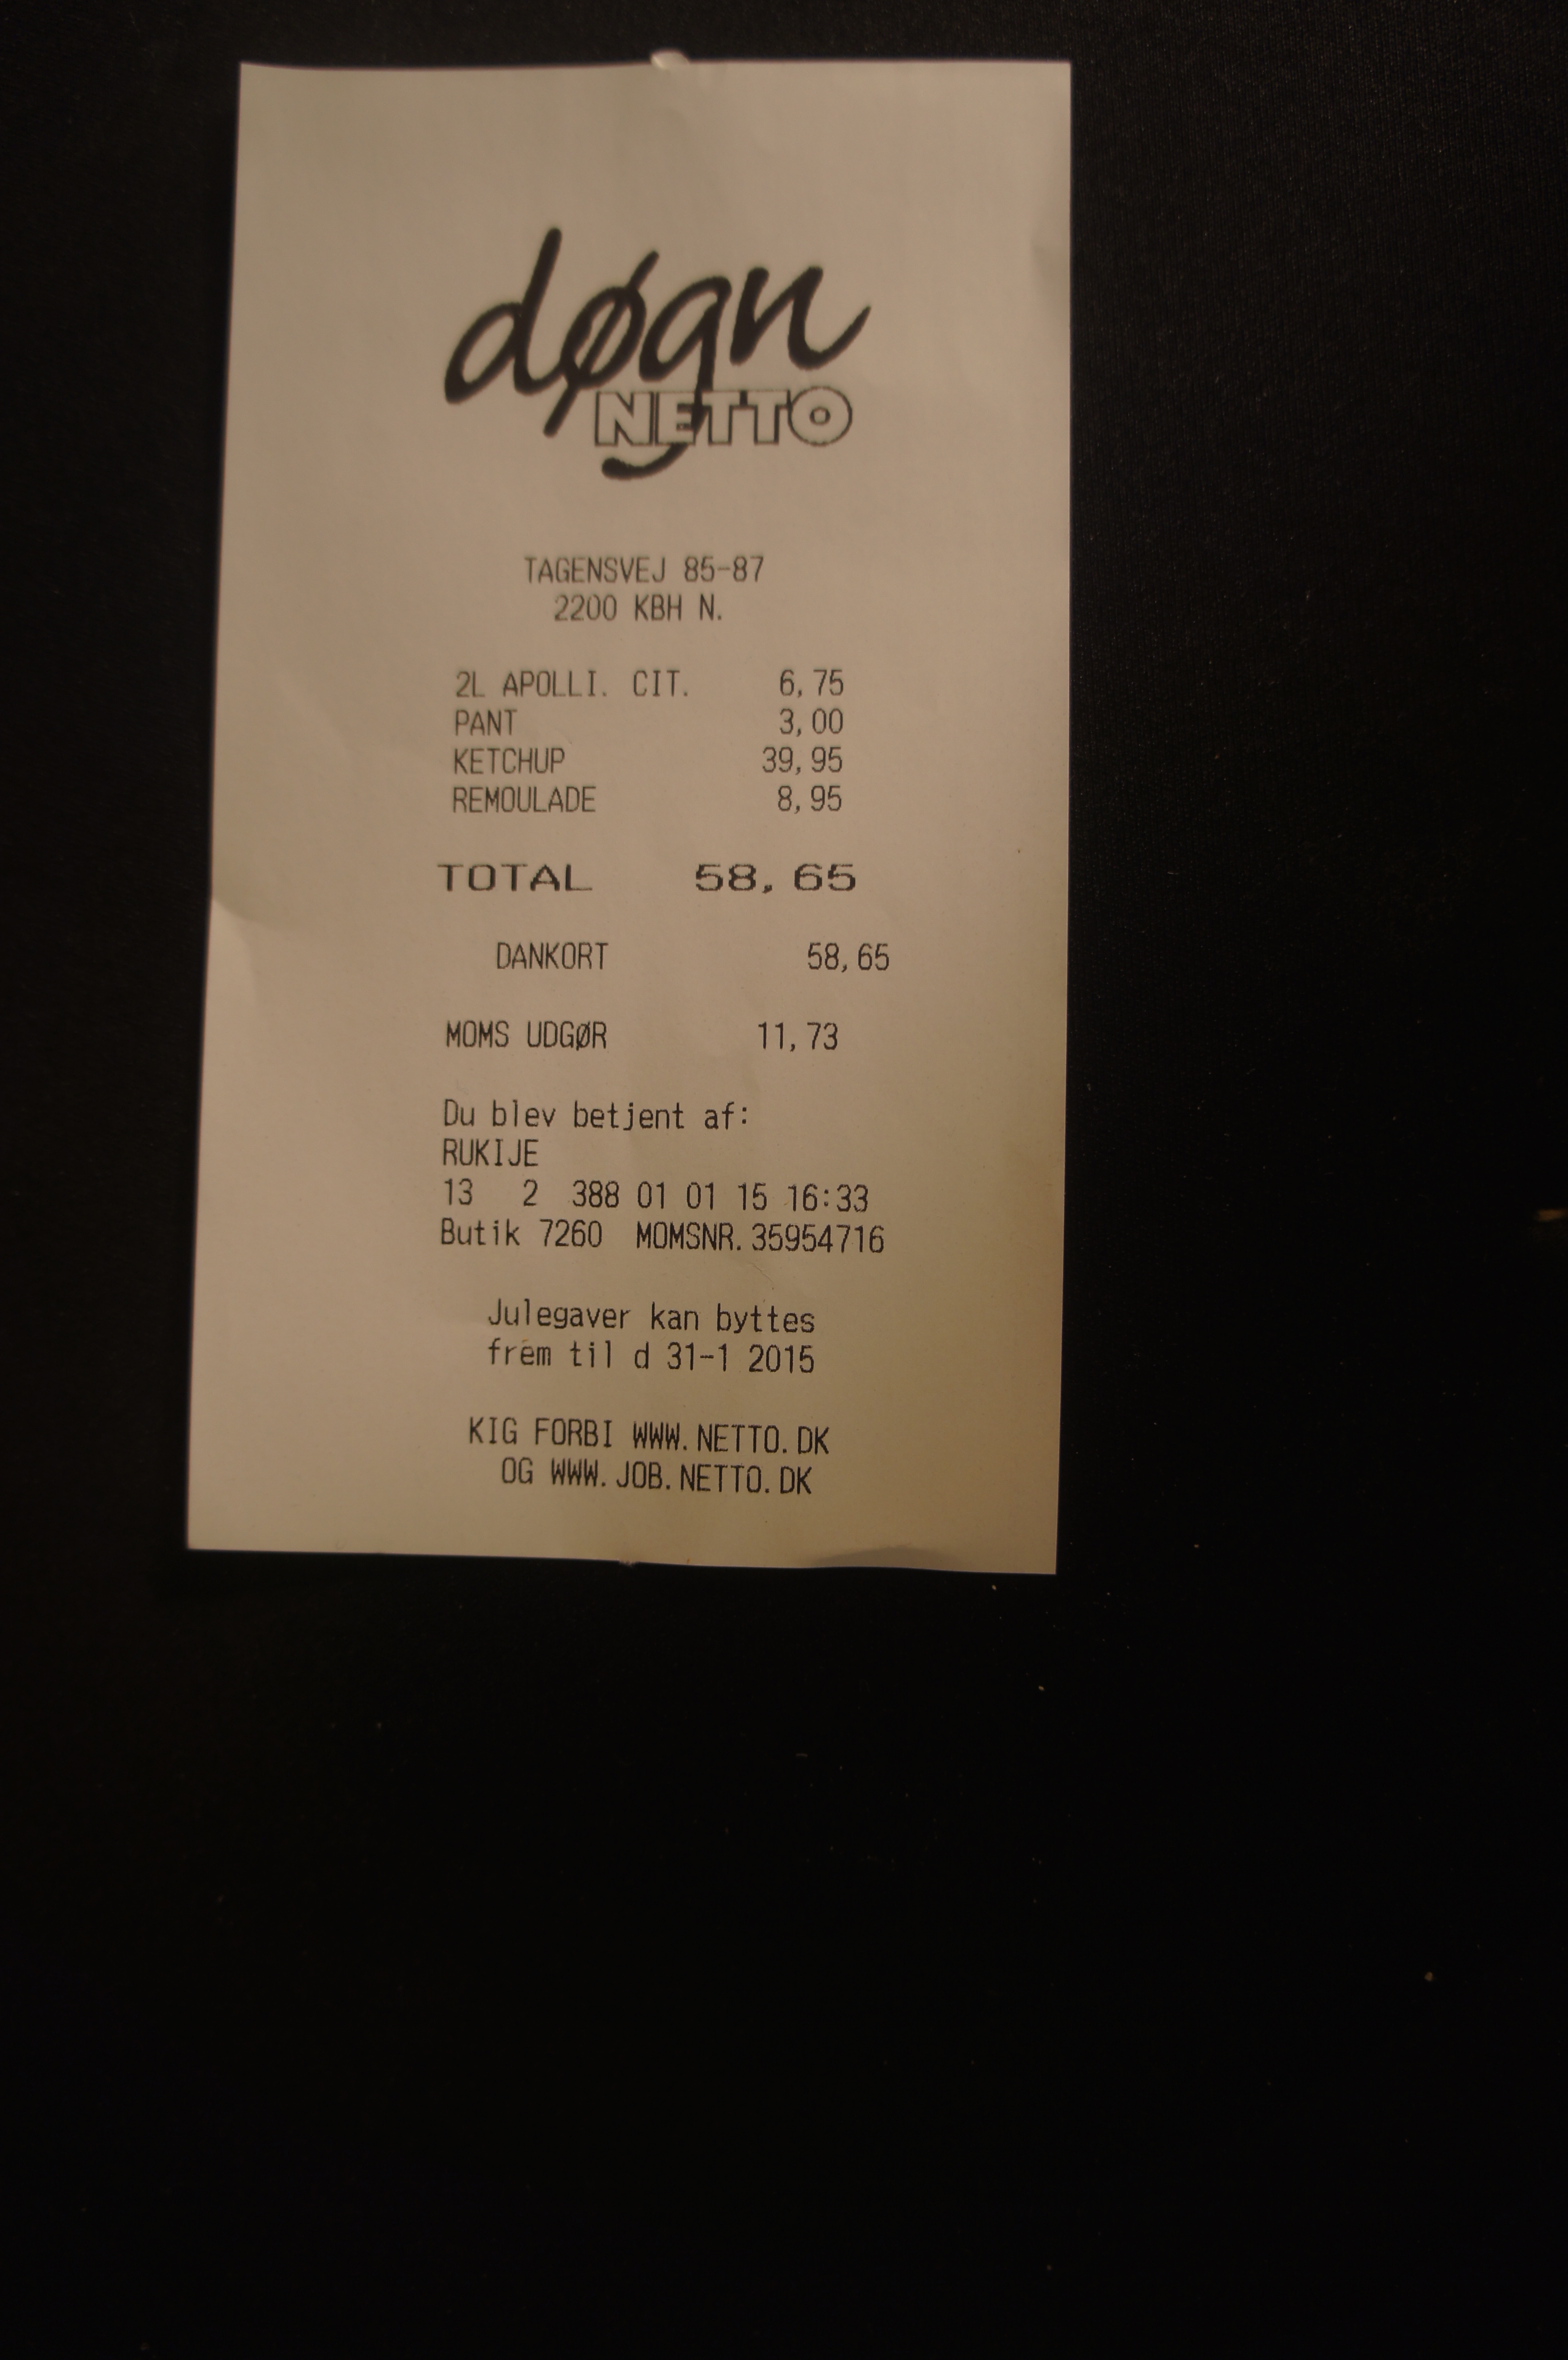 døgn
NETTO
TAGENSVEJ 85-87
2200 KBH N.
2L APOLLI. CIT. 6,75
PANT 3,00
KETCHUP 39,95
REMOULADE 8,95
TOTAL 58,65
DANKORT 58,65
MOMS UDGØR 11,73
Du blev betjent af:
RUKIJE
13 2 388 01 01 15 16:33
Butik 7260 MOMSNR.35954716
Julegaver kan byttes
frem til d 31-1 2015
KIG FORBI WWW.NETTO.DK
OG WWW.JOB.NETTO.DK